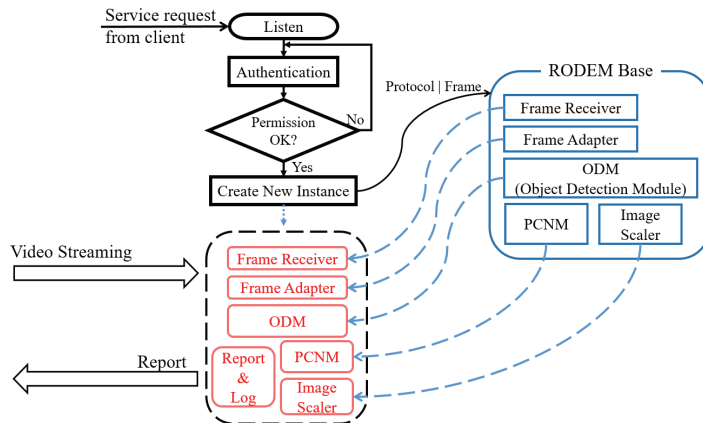 Service request
from client
Listen
Authentication
Permission
OK?
No
Yes
Create New Instance
Protocol | Frame
RODEM Base
Frame Receiver
Frame Adapter
ODM
(Object Detection Module)
PCNM
Image
Scaler
Video Streaming
Report
Frame Receiver
Frame Adapter
ODM
Report
&
Log
PCNM
Image
Scaler